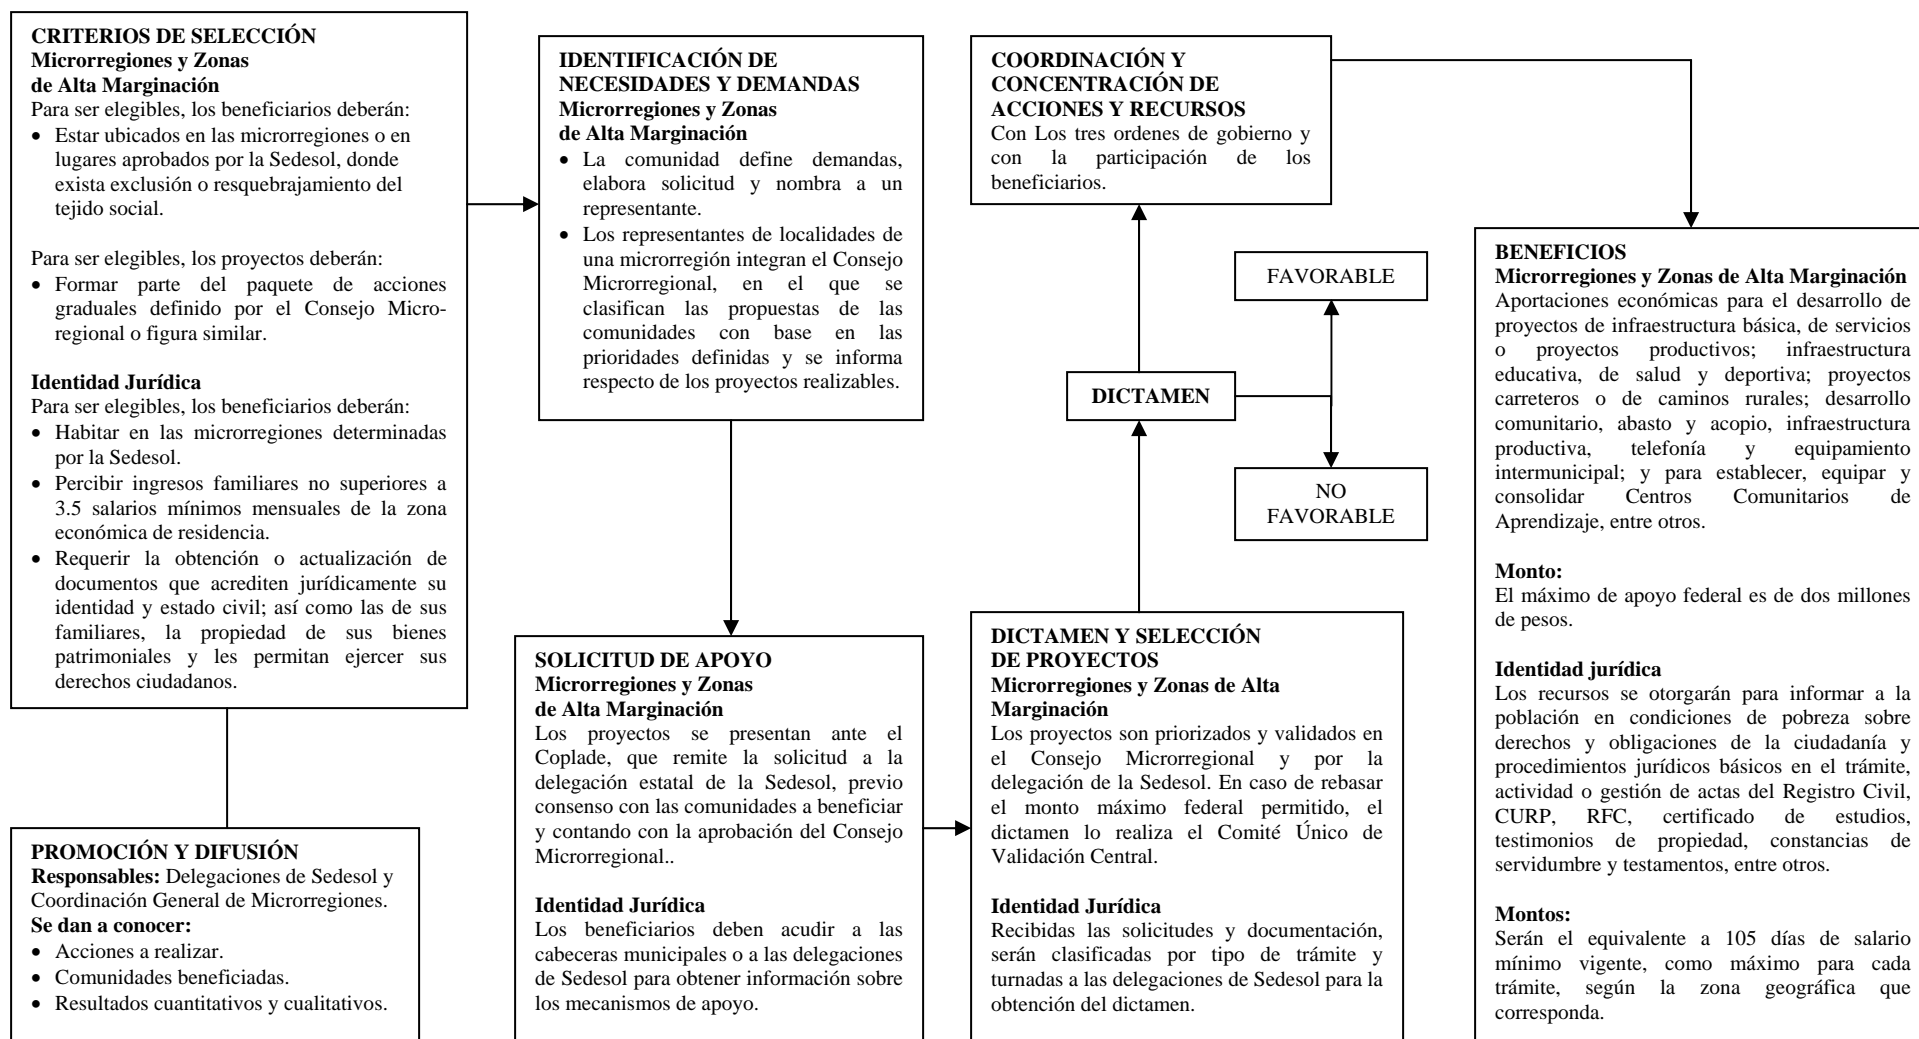 CRITERIOS DE SELECCIÓN
Microrregiones y Zonas
de Alta Marginación
Para ser elegibles, los beneficiarios deberán:
• Estar ubicados en las microrregiones o en
lugares aprobados por la Sedesol, donde
exista exclusión o resquebrajamiento del
tejido social.
Para ser elegibles, los proyectos deberán:
• Formar parte del paquete de acciones
graduales definido por el Consejo Micro-
regional o figura similar.
Identidad Jurídica
Para ser elegibles, los beneficiarios deberán:
• Habitar en las microrregiones determinadas
por la Sedesol.
• Percibir ingresos familiares no superiores a
3.5 salarios mínimos mensuales de la zona
económica de residencia.
• Requerir la obtención o actualización de
documentos que acrediten jurídicamente su
identidad y estado civil; así como las de sus
familiares, la propiedad de sus bienes
patrimoniales y les permitan ejercer sus
derechos ciudadanos.
PROMOCIÓN Y DIFUSIÓN
Responsables: Delegaciones de Sedesol y
Coordinación General de Microrregiones.
Se dan a conocer:
• Acciones a realizar.
• Comunidades beneficiadas.
• Resultados cuantitativos y cualitativos.
IDENTIFICACIÓN DE
NECESIDADES Y DEMANDAS
Microrregiones y Zonas
de Alta Marginación
• La comunidad define demandas,
elabora solicitud y nombra a un
representante.
• Los representantes de localidades de
una microrregión integran el Consejo
Microrregional, en el que se
clasifican las propuestas de las
comunidades con base en las
prioridades definidas y se informa
respecto de los proyectos realizables.
SOLICITUD DE APOYO
Microrregiones y Zonas
de Alta Marginación
Los proyectos se presentan ante el
Coplade, que remite la solicitud a la
delegación estatal de la Sedesol, previo
consenso con las comunidades a beneficiar
y contando con la aprobación del Consejo
Microrregional..
Identidad Jurídica
Los beneficiarios deben acudir a las
cabeceras municipales o a las delegaciones
de Sedesol para obtener información sobre
los mecanismos de apoyo.
COORDINACIÓN Y
CONCENTRACIÓN DE
ACCIONES Y RECURSOS
Con Los tres ordenes de gobierno y
con la participación de los
beneficiarios.
FAVORABLE
DICTAMEN
NO
FAVORABLE
DICTAMEN Y SELECCIÓN
DE PROYECTOS
Microrregiones y Zonas de Alta
Marginación
Los proyectos son priorizados y validados en
el Consejo Microrregional y por la
delegación de la Sedesol. En caso de rebasar
el monto máximo federal permitido, el
dictamen lo realiza el Comité Único de
Validación Central.
Identidad Jurídica
Recibidas las solicitudes y documentación,
serán clasificadas por tipo de trámite y
turnadas a las delegaciones de Sedesol para la
obtención del dictamen.
BENEFICIOS
Microrregiones y Zonas de Alta Marginación
Aportaciones económicas para el desarrollo de
proyectos de infraestructura básica, de servicios
o proyectos productivos; infraestructura
educativa, de salud y deportiva; proyectos
carreteros o de caminos rurales; desarrollo
comunitario, abasto y acopio, infraestructura
productiva, telefonía y equipamiento
intermunicipal; y para establecer, equipar y
consolidar Centros Comunitarios de
Aprendizaje, entre otros.
Monto:
El máximo de apoyo federal es de dos millones
de pesos.
Identidad jurídica
Los recursos se otorgarán para informar a la
población en condiciones de pobreza sobre
derechos y obligaciones de la ciudadanía y
procedimientos jurídicos básicos en el trámite,
actividad o gestión de actas del Registro Civil,
CURP, RFC, certificado de estudios,
testimonios de propiedad, constancias de
servidumbre y testamentos, entre otros.
Montos:
Serán el equivalente a 105 días de salario
mínimo vigente, como máximo para cada
trámite, según la zona geográfica que
corresponda.